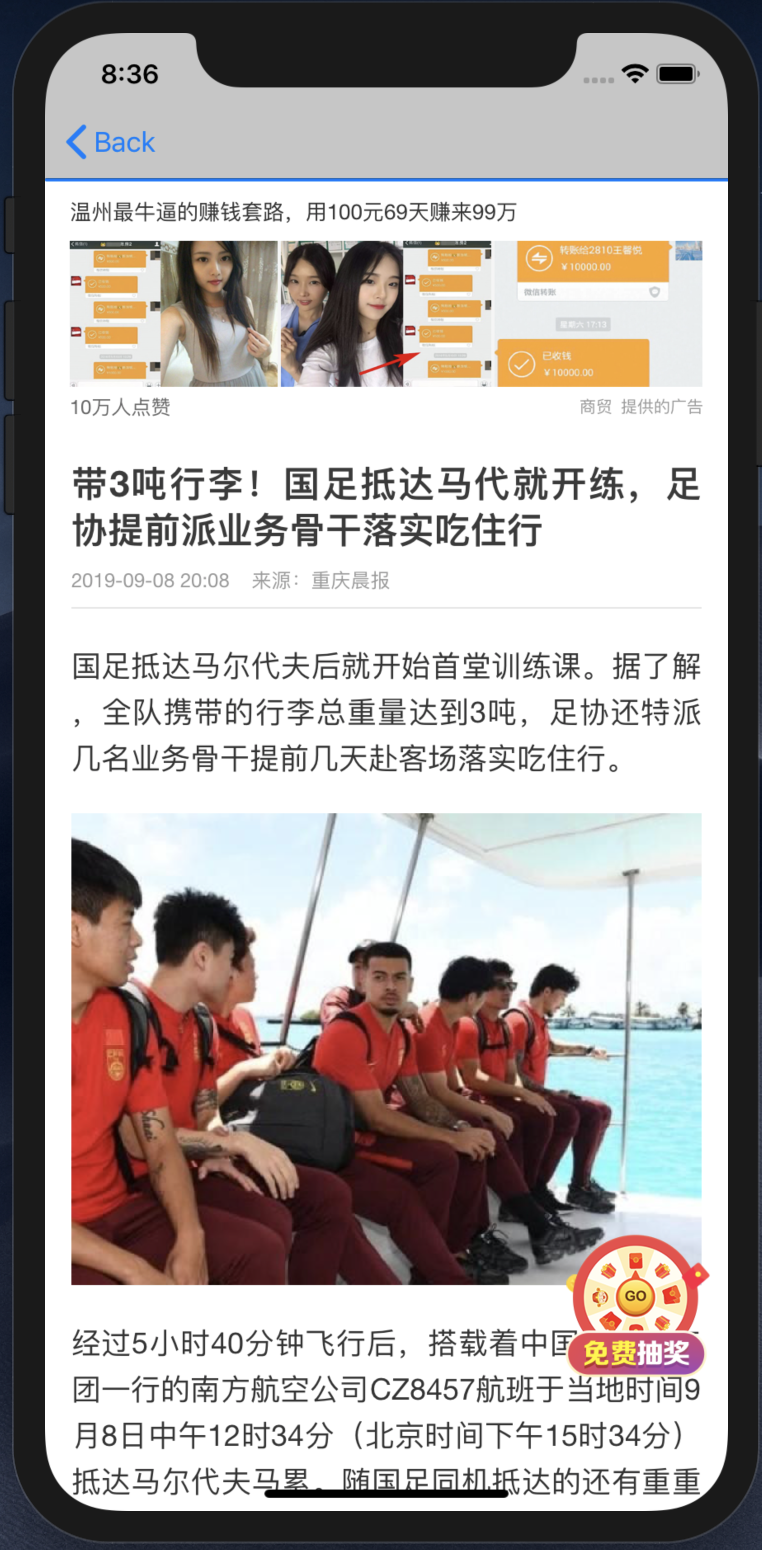 8:36
Back
温州最牛逼的赚钱套路，用100元69天赚来99万
转账给2810王馨悦
￥10000.00
微信转账
星期六 17:13
已收钱
￥10000.00
10万人点赞
商贸 提供的广告
带3吨行李！国足抵达马代就开练，足
协提前派业务骨干落实吃住行
2019-09-08 20:08 来源：重庆晨报
国足抵达马尔代夫后就开始首堂训练课。据了解
，全队携带的行李总重量达到3吨，足协还特派
几名业务骨干提前几天赴客场落实吃住行。
GO
免费抽奖
经过5小时40分钟飞行后，搭载着中国
团一行的南方航空公司CZ8457航班于当地时间9
月8日中午12时34分（北京时间下午15时34分）
抵达马尔代夫马累。随国足同机抵达的还有重重